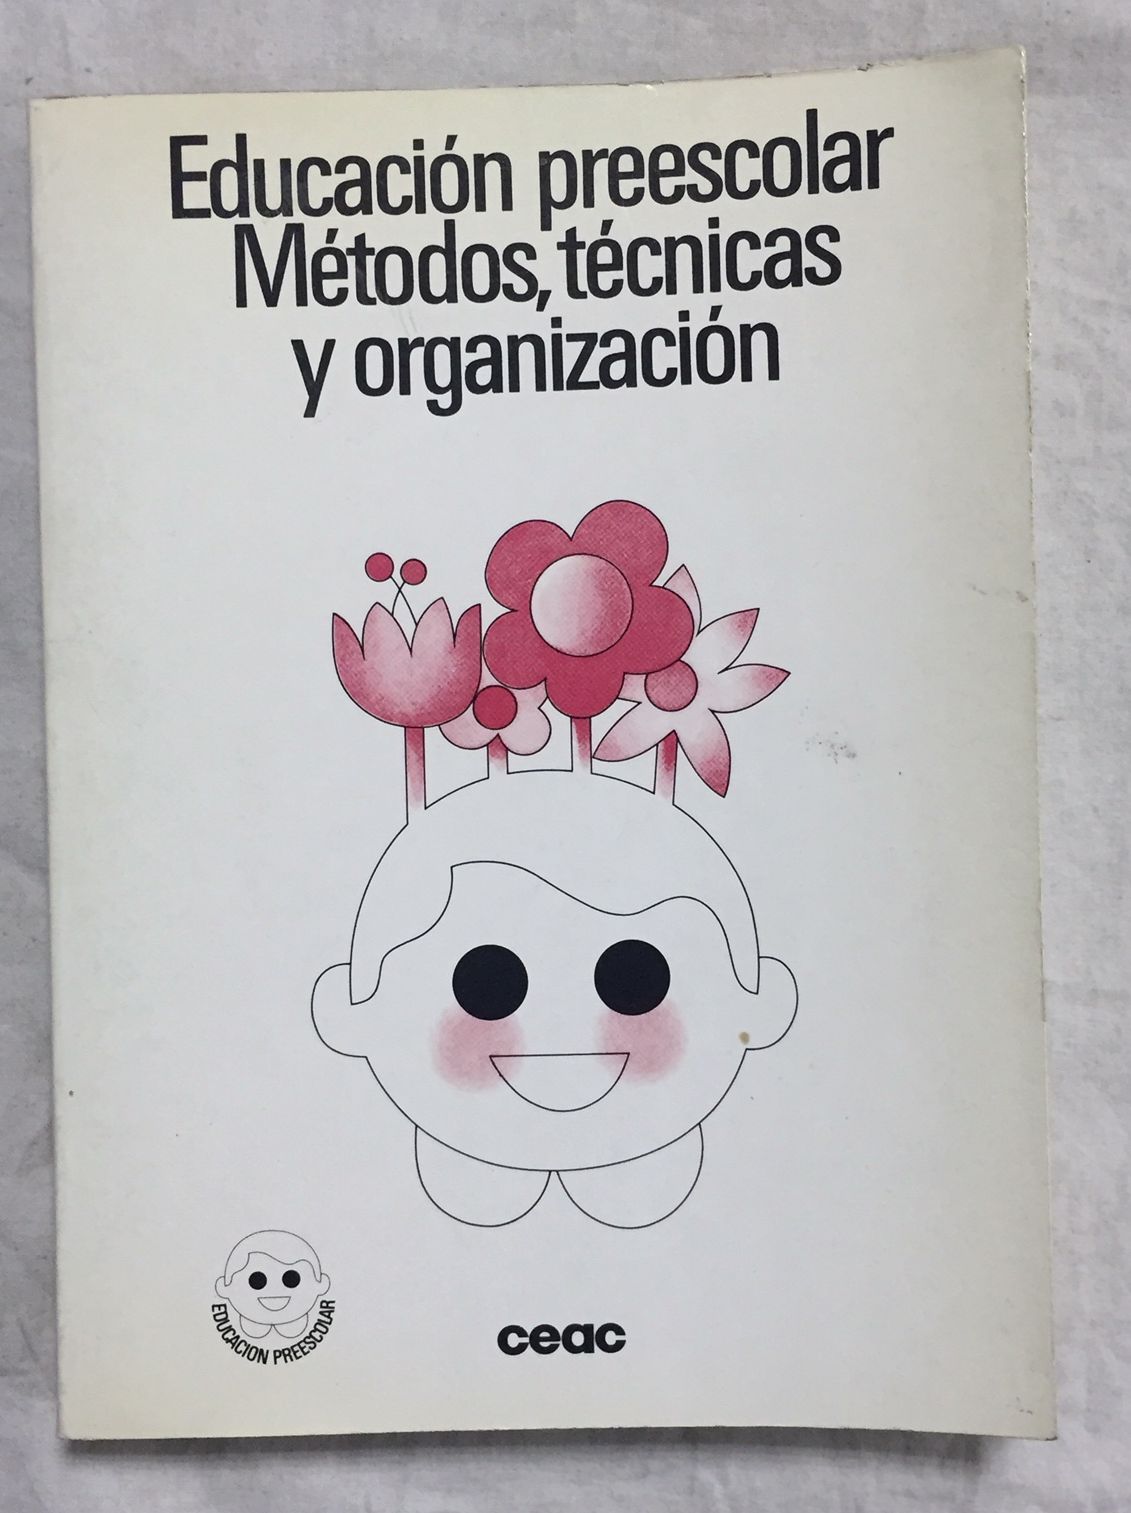 Educación preescolar
Métodos, técnicas
y organización
EDUCACION PREESCOLAR
ceac